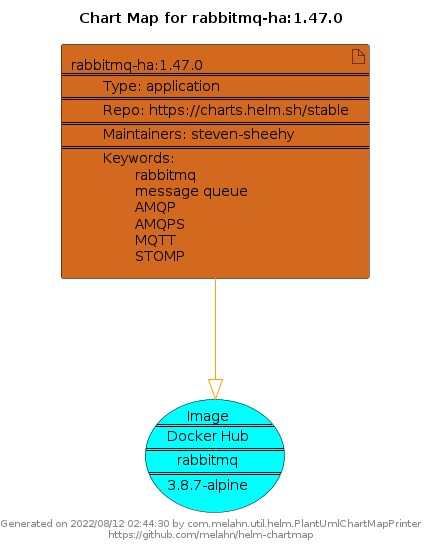 Chart Map for rabbitmq-ha:1.47.0
rabbitmq-ha:1.47.0
Type: application
Repo: https://charts.helm.sh/stable
Maintainers: steven-sheehy
Keywords:
rabbitmq
message queue
AMQP
AMQPS
MQTT
STOMP
Image
Docker Hub
rabbitmq
3.8.7-alpine
Generated on 2022/08/12 02:44:30 by com.melahn.util.helm.PlantUmlChartMapPrinter
https://github.com/melahn/helm-chartmap